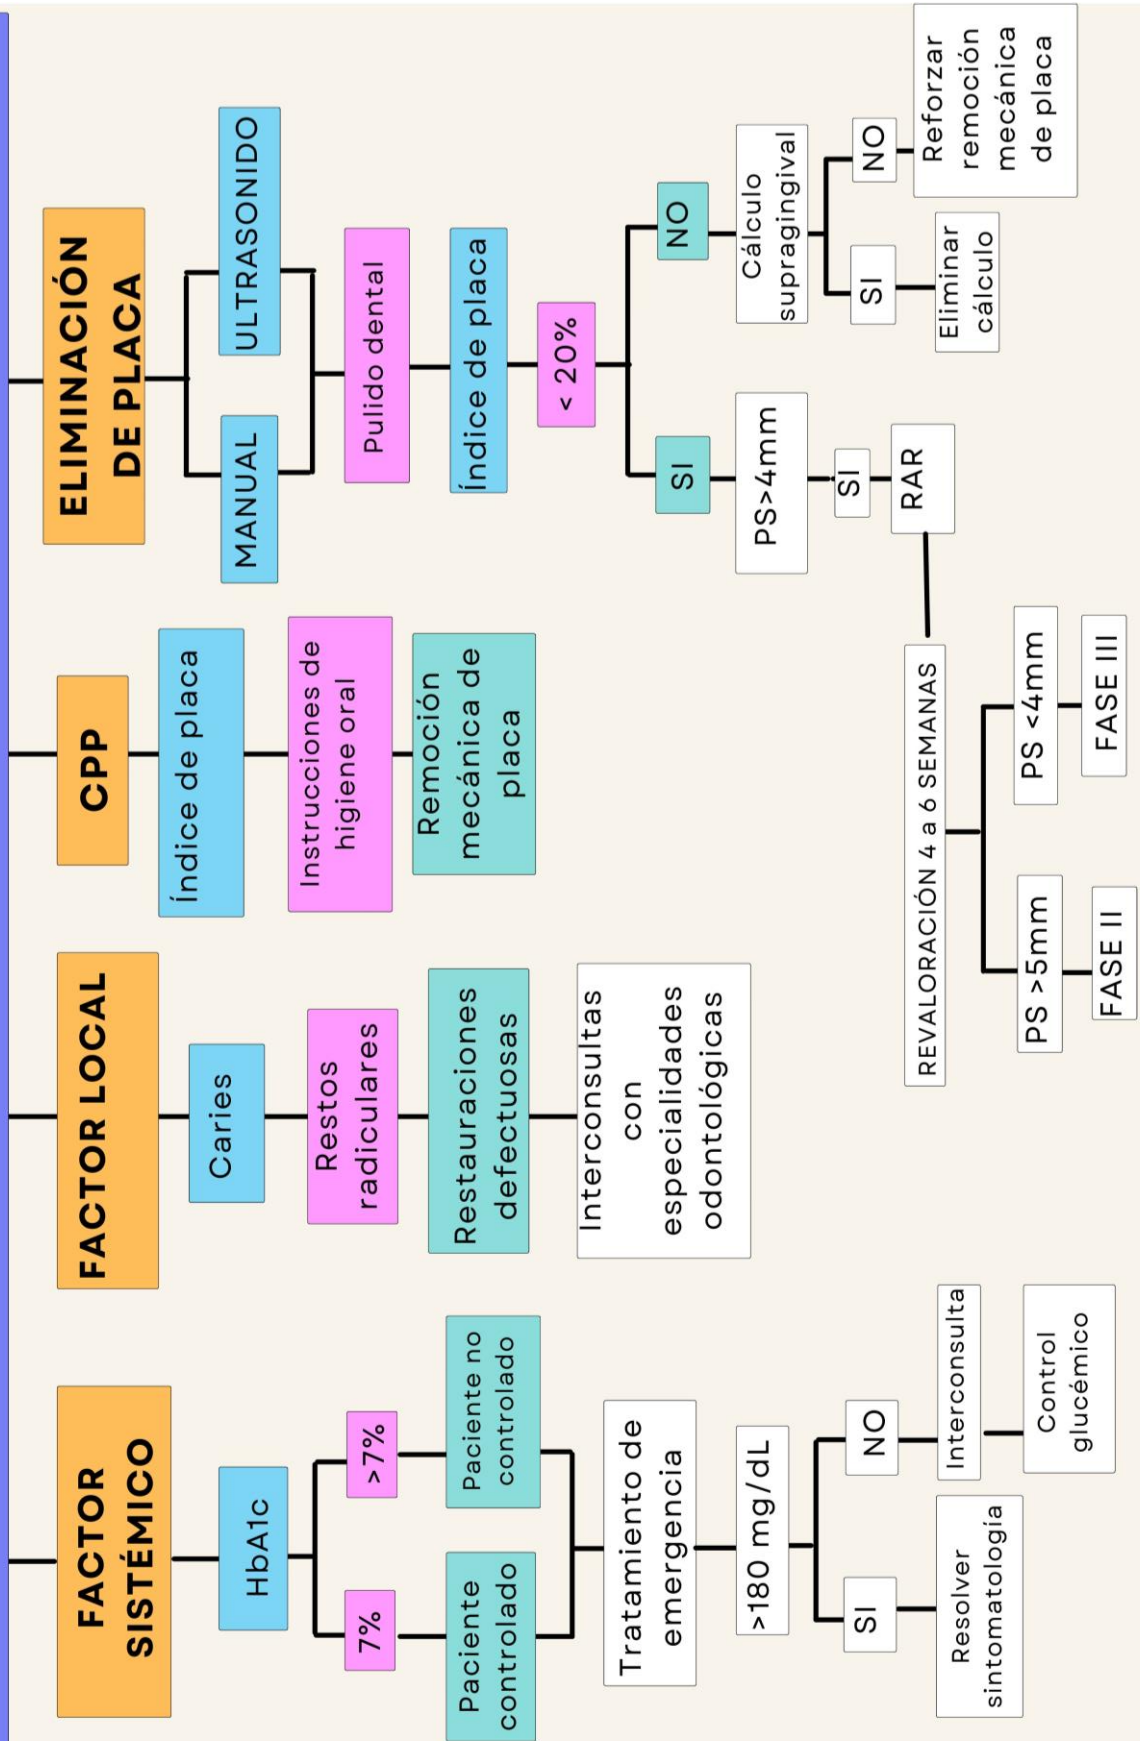 FACTOR
SISTÉMICO
HbA1c
7%
>7%
Paciente
controlado
Paciente no
controlado
Tratamiento de
emergencia
>180 mg/dL
SI
NO
Resolver
sintomatología
Interconsulta
Control
glucémico
FACTOR LOCAL
Caries
Restos
radiculares
Restauraciones
defectuosas
Interconsultas
con
especialidades
odontológicas
CPP
Índice de placa
Instrucciones de
higiene oral
Remoción
mecánica de
placa
ELIMINACIÓN
DE PLACA
MANUAL
ULTRASONIDO
Pulido dental
Índice de placa
< 20%
SI
NO
PS>4mm
SI
RAR
Cálculo
supragingival
SI
NO
Eliminar
cálculo
Reforzar
remoción
mecánica
de placa
REVALORACIÓN 4 a 6 SEMANAS
PS >5mm
PS <4mm
FASE II
FASE III